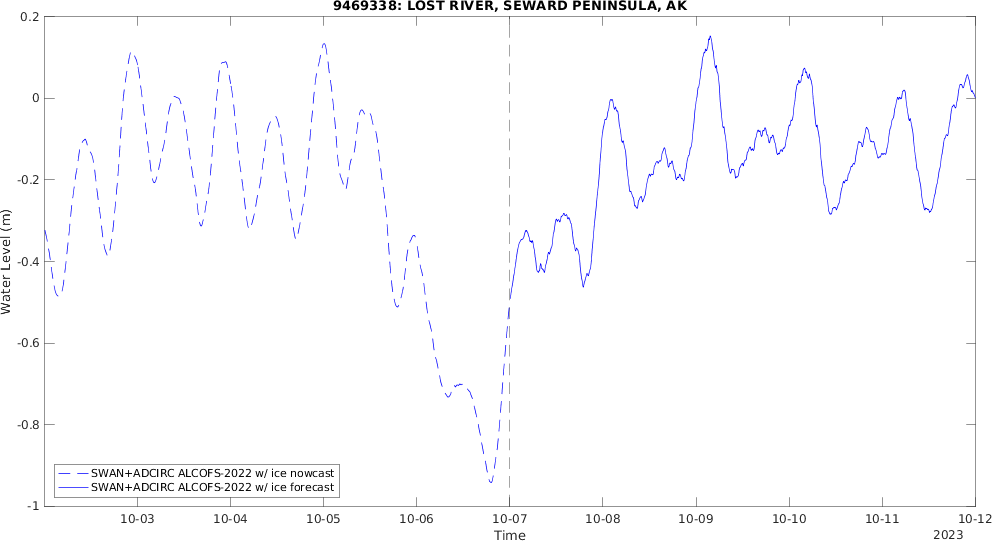 9469338: LOST RIVER, SEWARD PENINSULA, AK
0.2
0
-0.2
-0.4
-0.6
-0.8
-1
Water Level (m)
SWAN+ADCIRC ALCOFS-2022 w/ ice nowcast
SWAN+ADCIRC ALCOFS-2022 w/ ice forecast
10-03 10-04 10-05 10-06 10-07 10-08 10-09 10-10 10-11 10-12
Time
2023